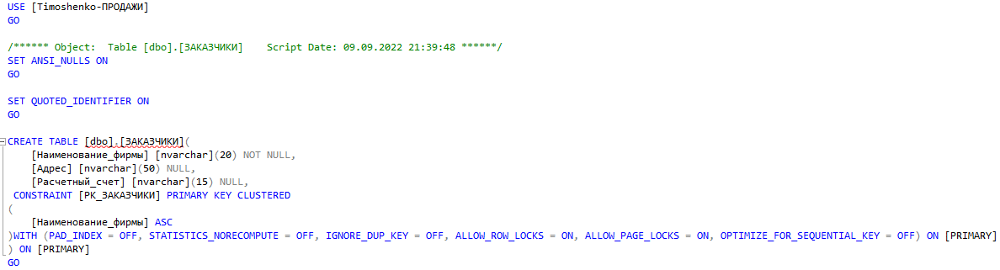 USE [Timoshenko-ПРОДАЖИ]
GO
/****** Object:  Table [dbo].[ЗАКАЗЧИКИ]    Script Date: 09.09.2022 21:39:48 ******/
SET ANSI_NULLS ON
GO
SET QUOTED_IDENTIFIER ON
GO
CREATE TABLE [dbo].[ЗАКАЗЧИКИ](
    [Наименование_фирмы] [nvarchar](20) NOT NULL,
    [Адрес] [nvarchar](50) NULL,
    [Расчетный_счет] [nvarchar](15) NULL,
 CONSTRAINT [PK_ЗАКАЗЧИКИ] PRIMARY KEY CLUSTERED
(
    [Наименование_фирмы] ASC
)WITH (PAD_INDEX = OFF, STATISTICS_NORECOMPUTE = OFF, IGNORE_DUP_KEY = OFF, ALLOW_ROW_LOCKS = ON, ALLOW_PAGE_LOCKS = ON, OPTIMIZE_FOR_SEQUENTIAL_KEY = OFF) ON [PRIMARY]
) ON [PRIMARY]
GO